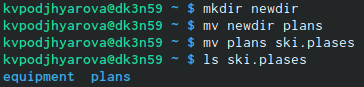 kvpodjhyarova@dk3n59 ~ $ mkdir newdir
kvpodjhyarova@dk3n59 ~ $ mv newdir plans
kvpodjhyarova@dk3n59 ~ $ mv plans ski.plases
kvpodjhyarova@dk3n59 ~ $ ls ski.plases
equipment  plans